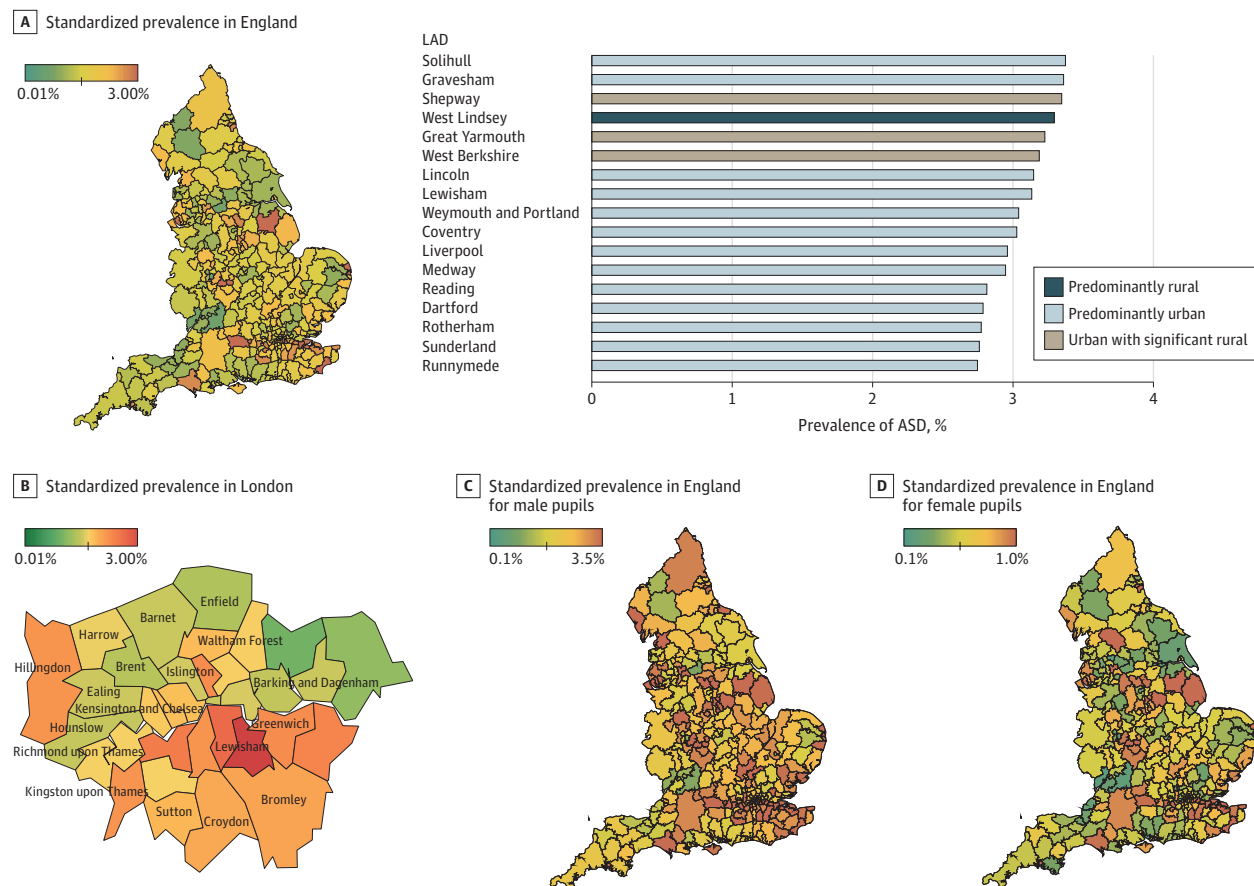 A Standardized prevalence in England
0.01% 3.00%
LAD
Solihull
Gravesham
Shepway
West Lindsey
Great Yarmouth
West Berkshire
Lincoln
Lewisham
Weymouth and Portland
Coventry
Liverpool
Medway
Reading
Dartford
Rotherham
Sunderland
Runnymede
0 1 2 3 4
Prevalence of ASD, %
Predominantly rural
Predominantly urban
Urban with significant rural
B Standardized prevalence in London
0.01% 3.00%
Enfield
Barnet
Harrow
Waltham Forest
Hillingdon
Brent
Islington
Ealing
Barking and Dagenham
Kensington and Chelsea
Hounslow
Greenwich
Richmond upon Thames
Lewisham
Kingston upon Thames
Bromley
Sutton
Croydon
C Standardized prevalence in England
for male pupils
0.1% 3.5%
D Standardized prevalence in England
for female pupils
0.1% 1.0%